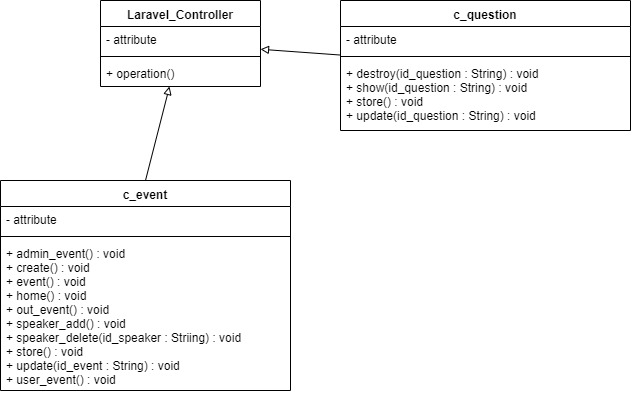 Laravel_Controller
- attribute
+ operation()
c_question
- attribute
+ destroy(id_question : String) : void
+ show(id_question : String) : void
+ store() : void
+ update(id_question : String) : void
c_event
- attribute
+ admin_event() : void
+ create() : void
+ event() : void
+ home() : void
+ out_event() : void
+ speaker_add() : void
+ speaker_delete(id_speaker : Striing) : void
+ store() : void
+ update(id_event : String) : void
+ user_event() : void